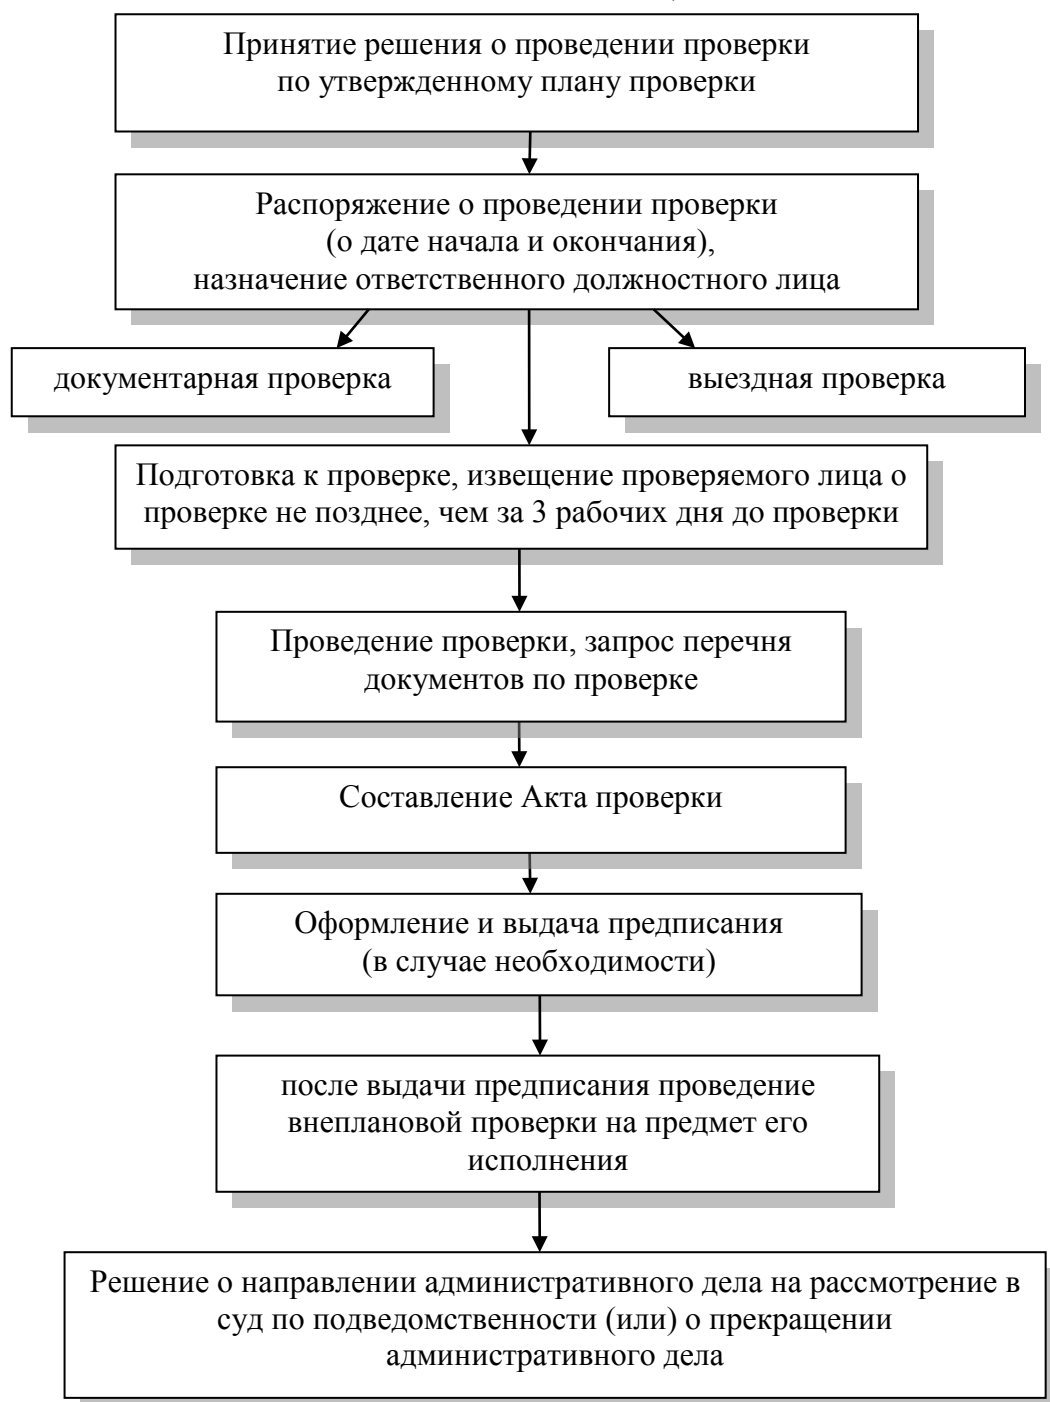 Принятие решения о проведении проверки
по утвержденному плану проверки
Распоряжение о проведении проверки
(о дате начала и окончания),
назначение ответственного должностного лица
документарная проверка
выездная проверка
Подготовка к проверке, извещение проверяемого лица о
проверке не позднее, чем за 3 рабочих дня до проверки
Проведение проверки, запрос перечня
документов по проверке
Составление Акта проверки
Оформление и выдача предписания
(в случае необходимости)
после выдачи предписания проведение
внеплановой проверки на предмет его
исполнения
Решение о направлении административного дела на рассмотрение в
суд по подведомственности (или) о прекращении
административного дела